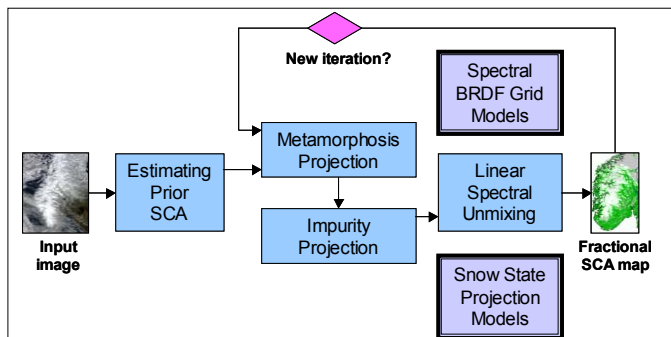 New iteration?
Spectral
BRDF Grid
Models
Metamorphosis
Projection
Estimating
Prior
SCA
Linear
Spectral
Unmixing
Impurity
Projection
Input
image
Fractional
SCA map
Snow State
Projection
Models